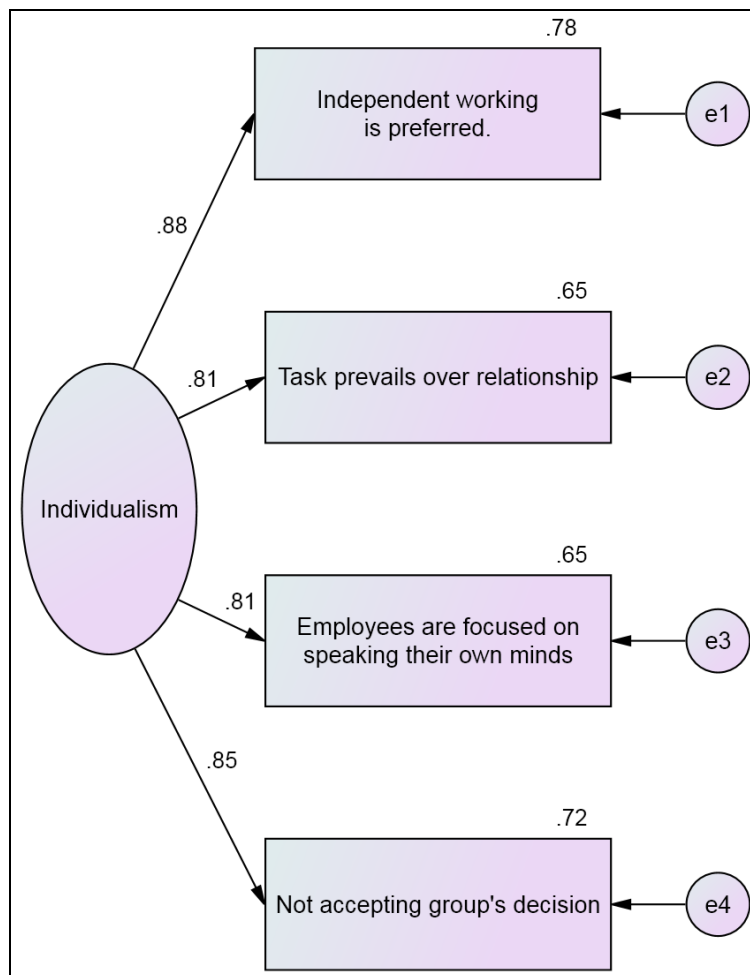 .78
Independent working
is preferred.
e1
.88
.65
Task prevails over relationship
e2
.81
Individualism
.65
Employees are focused on
speaking their own minds
e3
.81
.85
.72
Not accepting group's decision
e4